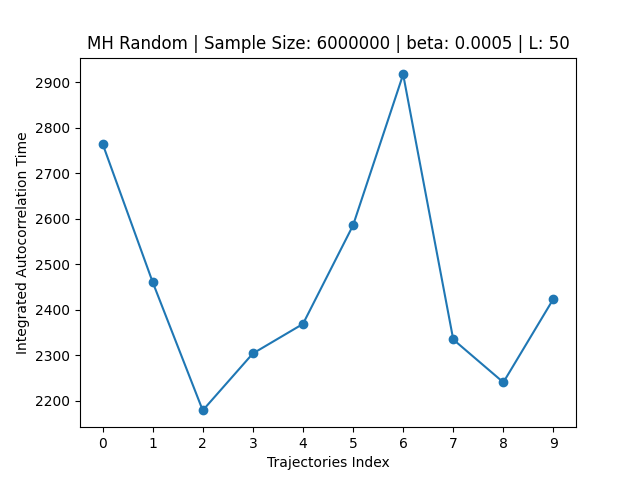 MH Random | Sample Size: 6000000 | beta: 0.0005 | L: 50
Integrated Autocorrelation Time
2900
2800
2700
2600
2500
2400
2300
2200
0 1 2 3 4 5 6 7 8 9
Trajectories Index